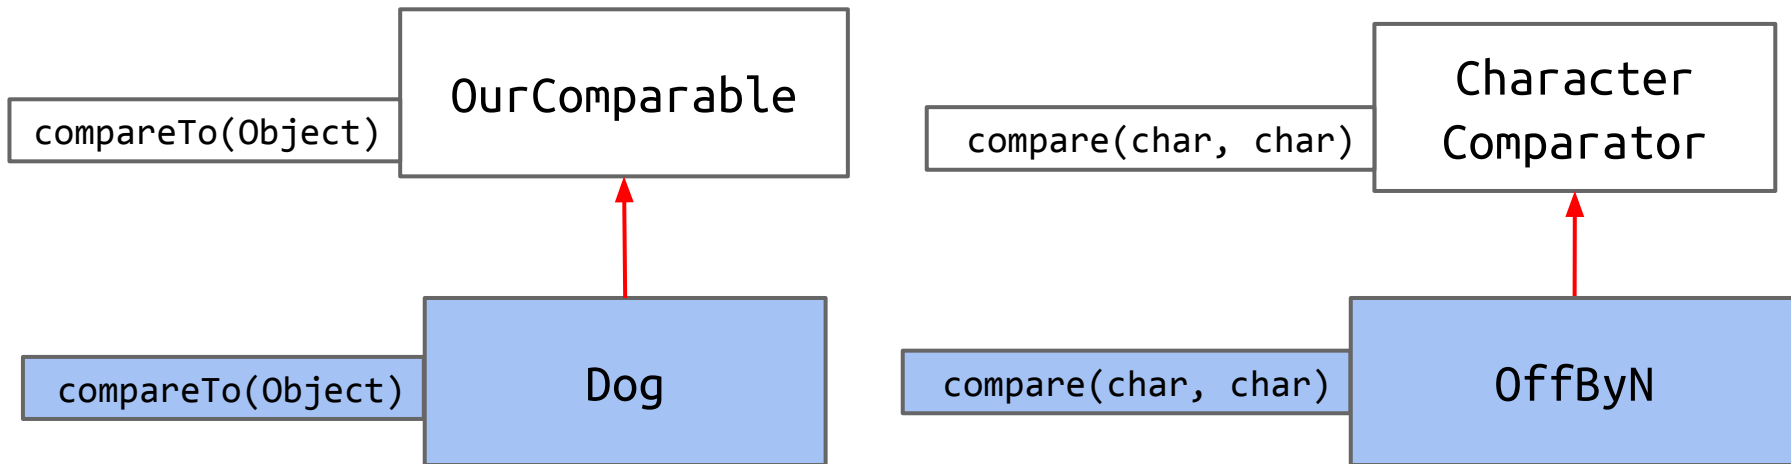 OurComparable
compareTo(Object)
Dog
compareTo(Object)
Character
Comparator
compare(char, char)
OffByN
compare(char, char)